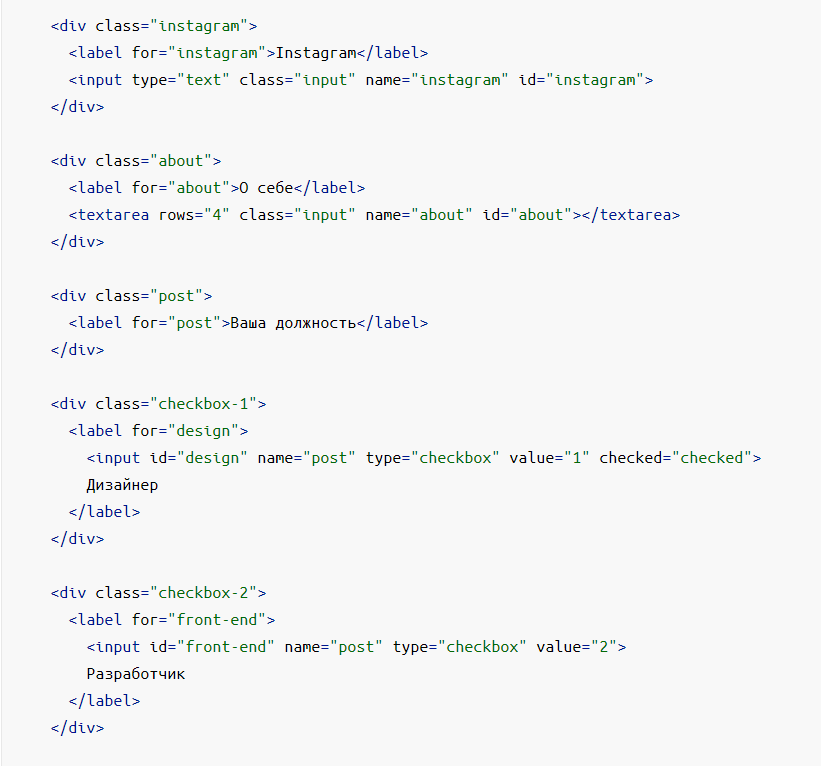 <div class="instagram">
<label for="instagram">Instagram</label>
<input type="text" class="input" name="instagram" id="instagram">
</div>
<div class="about">
<label for="about">О себе</label>
<textarea rows="4" class="input" name="about" id="about"></textarea>
</div>
<div class="post">
<label for="post">Ваша должность</label>
</div>
<div class="checkbox-1">
<label for="design">
<input id="design" name="post" type="checkbox" value="1" checked="checked">
Дизайнер
</label>
</div>
<div class="checkbox-2">
<label for="front-end">
<input id="front-end" name="post" type="checkbox" value="2">
Разработчик
</label>
</div>